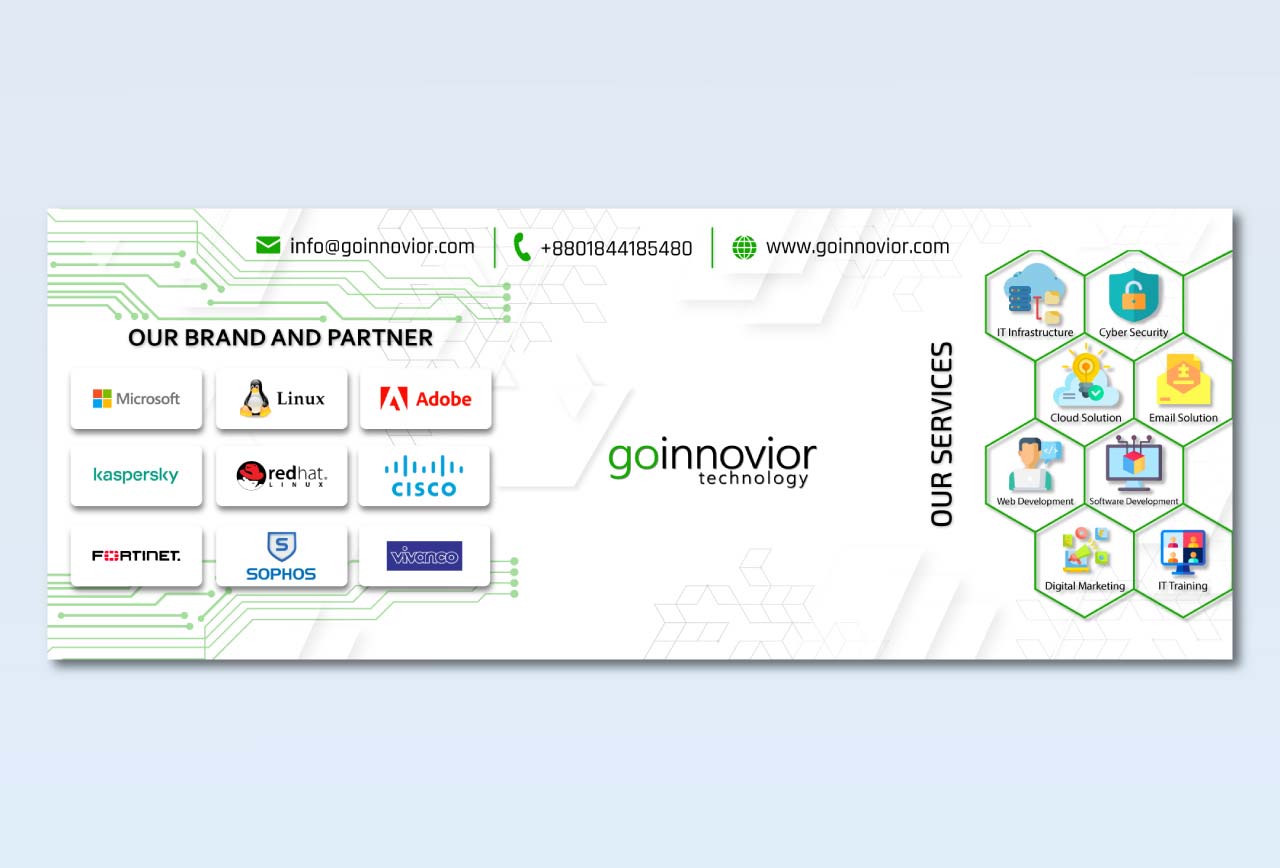 info@goinnovior.com
+8801844185480
www.goinnovior.com
OUR BRAND AND PARTNER
Microsoft
Linux
Adobe
kaspersky
redhat.
LINUX
CISCO
FORTINET.
S
SOPHOS
vivanco
goinnovior
technology
OUR SERVICES
IT Infrastructure
Cyber Security
Cloud Solution
Email Solution
Web Development
Software Development
Digital Marketing
IT Training